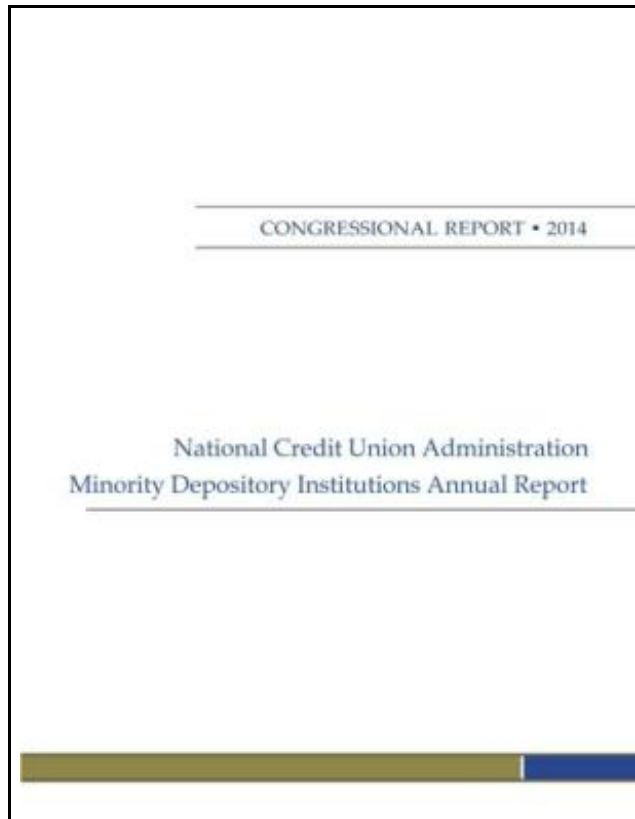 CONGRESSIONAL REPORT • 2014
National Credit Union Administration
Minority Depository Institutions Annual Report